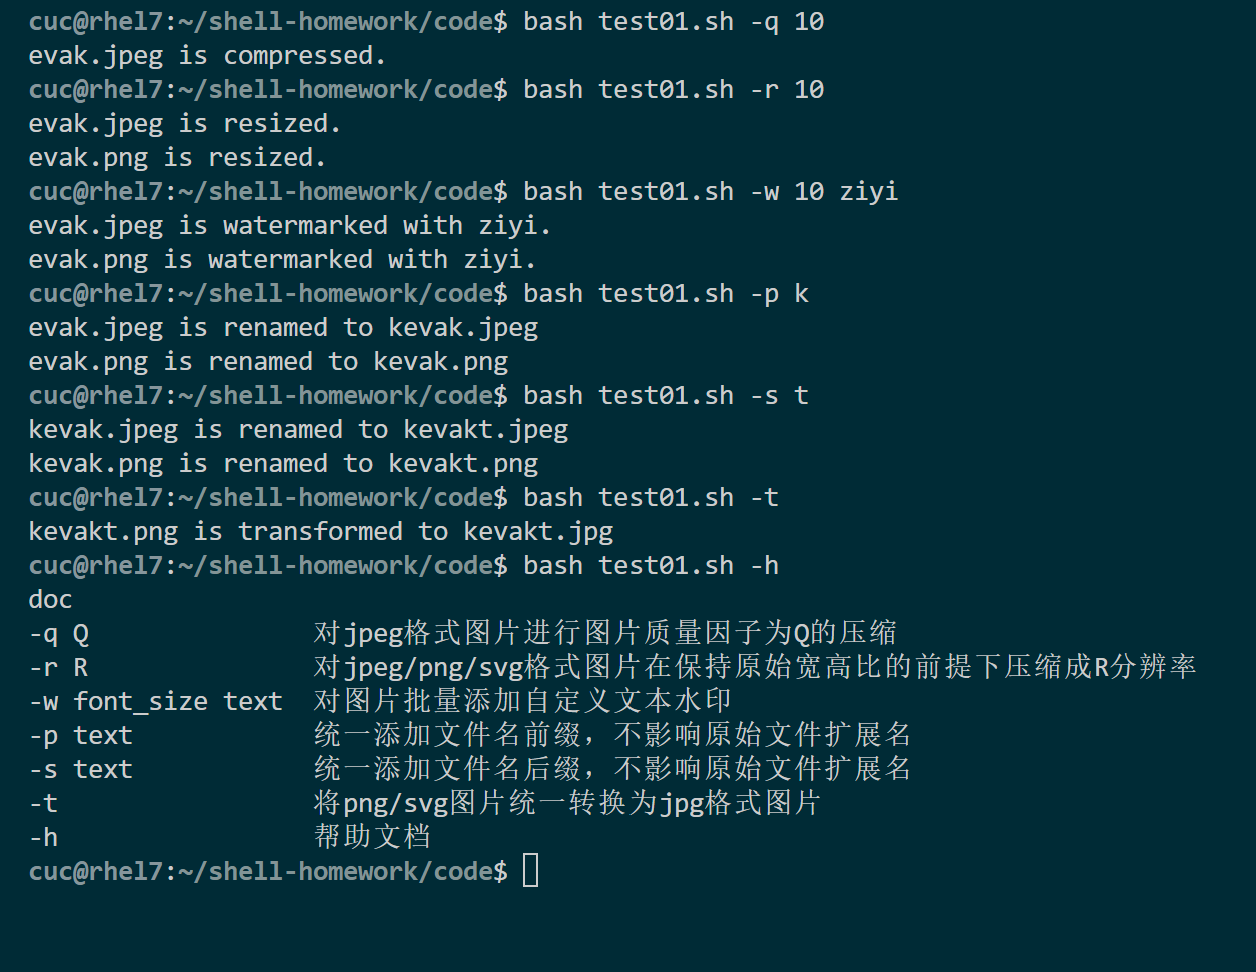 cuc@rhel7:~/shell-homework/code$ bash test01.sh -q 10
evak.jpeg is compressed.
cuc@rhel7:~/shell-homework/code$ bash test01.sh -r 10
evak.jpeg is resized.
evak.png is resized.
cuc@rhel7:~/shell-homework/code$ bash test01.sh -w 10 ziyi
evak.jpeg is watermarked with ziyi.
evak.png is watermarked with ziyi.
cuc@rhel7:~/shell-homework/code$ bash test01.sh -p k
evak.jpeg is renamed to kevak.jpeg
evak.png is renamed to kevak.png
cuc@rhel7:~/shell-homework/code$ bash test01.sh -s t
kevak.jpeg is renamed to kevakt.jpeg
kevak.png is renamed to kevakt.png
cuc@rhel7:~/shell-homework/code$ bash test01.sh -t
kevakt.png is transformed to kevakt.jpg
cuc@rhel7:~/shell-homework/code$ bash test01.sh -h
doc
-q Q               对jpeg格式图片进行图片质量因子为Q的压缩
-r R               对jpeg/png/svg格式图片在保持原始宽高比的前提下压缩成R分辨率
-w font_size text  对图片批量添加自定义文本水印
-p text            统一添加文件名前缀，不影响原始文件扩展名
-s text            统一添加文件名后缀，不影响原始文件扩展名
-t                 将png/svg图片统一转换为jpg格式图片
-h                 帮助文档
cuc@rhel7:~/shell-homework/code$